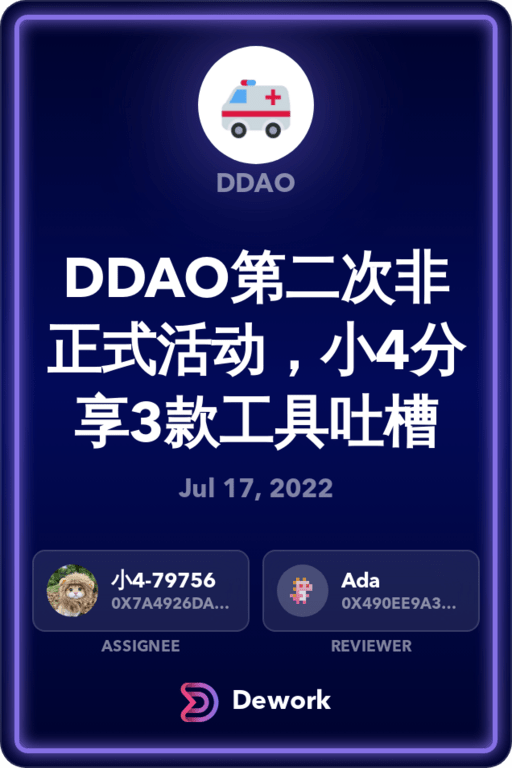 DDAO
DDAO第二次非
正式活动，小4分
享3款工具吐槽
Jul 17, 2022
小4-79756
0X7A4926DA...
ASSIGNEE
Ada
0X490EE9A3...
REVIEWER
Dework